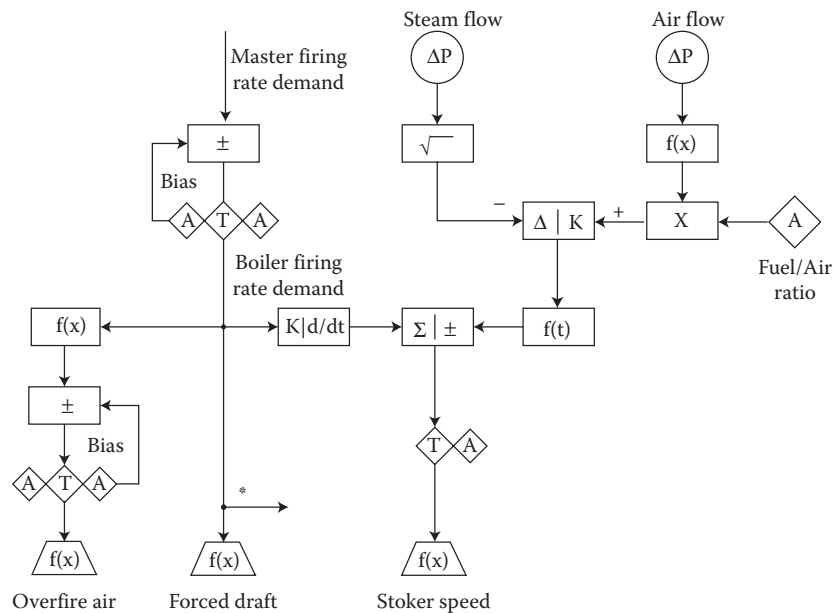 Steam flow
Air flow
ΔP
ΔP
Master firing
rate demand
±
√
f(x)
Bias
A
T
A
−
Δ | K
+
X
A
Boiler firing
rate demand
Fuel/Air
ratio
f(x)
K|d/dt
Σ | ±
f(t)
±
Bias
T
A
A
T
A
*
f(x)
f(x)
f(x)
Overfire air
Forced draft
Stoker speed